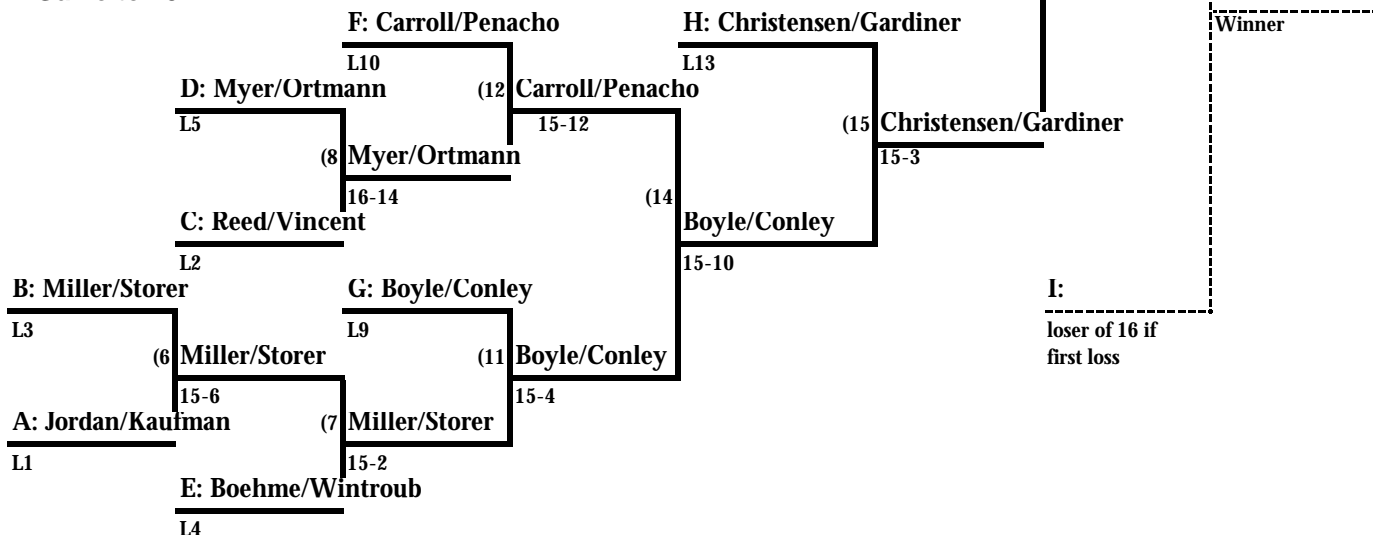 F: Carroll/Penacho
H: Christensen/Gardiner
Winner
L10
L13
D: Myer/Ortmann
(12 Carroll/Penacho
L5
15-12
(15 Christensen/Gardiner
(8 Myer/Ortmann
15-3
16-14
(14
C: Reed/Vincent
Boyle/Conley
L2
15-10
B: Miller/Storer
G: Boyle/Conley
I:
L3
L9
loser of 16 if
first loss
(6 Miller/Storer
(11 Boyle/Conley
15-6
15-4
A: Jordan/Kaufman
(7 Miller/Storer
L1
15-2
E: Boehme/Wintroub
L4